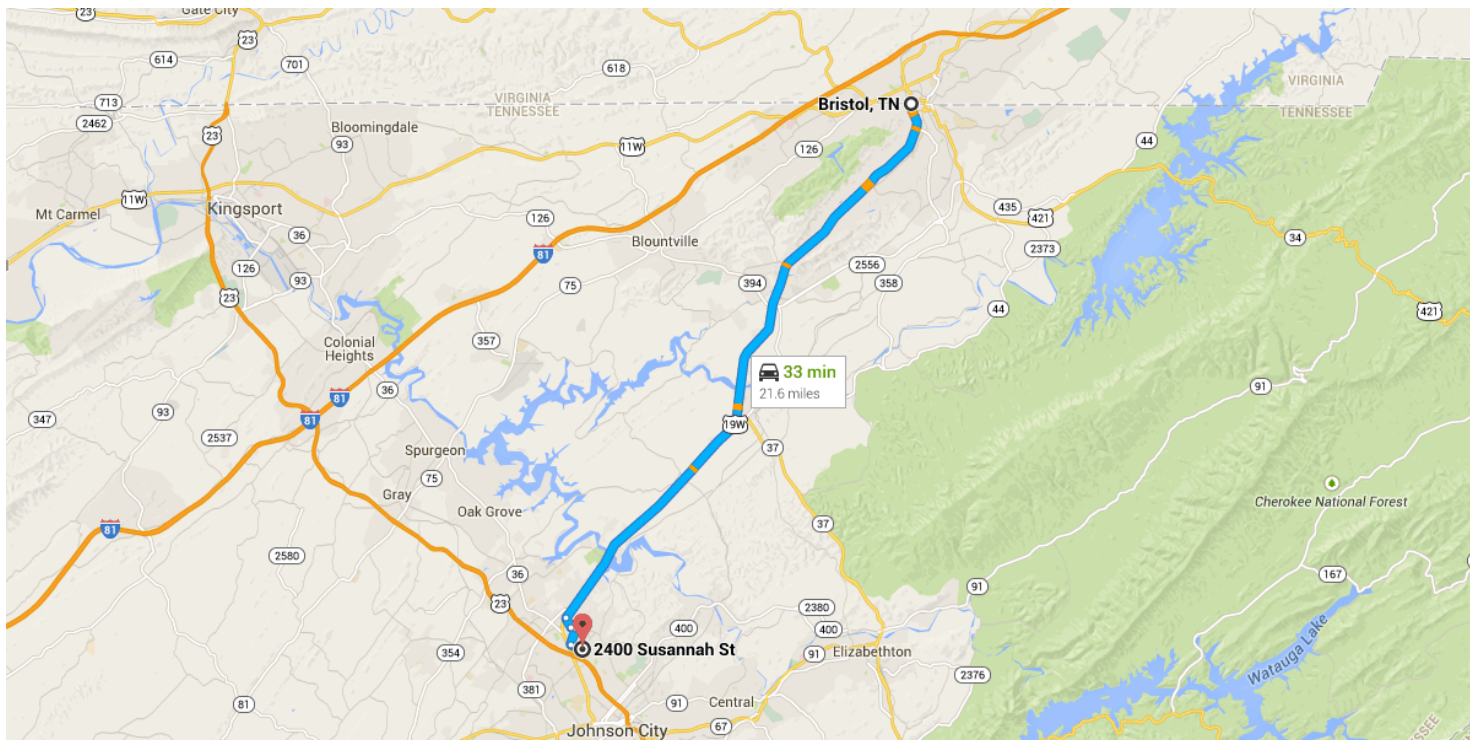 23
Gate City
23
614
701
618
713
2462
VIRGINIA
TENNESSEE
VIRGINIA
TENNESSEE
Bristol, TN
23
Bloomingdale
93
11W
126
44
11W
Mt Carmel
Kingsport
36
126
435
421
Blountville
2373
34
81
126
93
75
394
2556
358
23
44
421
Colonial
Heights
357
33 min
21.6 miles
36
81
91
347
93
81
19W
2537
Spurgeon
37
75
Gray
Cherokee National Forest
Oak Grove
37
81
2580
36
91
167
23
2380
400
400
2400 Susannah St
354
91
Elizabethton
Watauga Lake
2376
381
91
Central
81
Johnson City
67
TENNESSEE